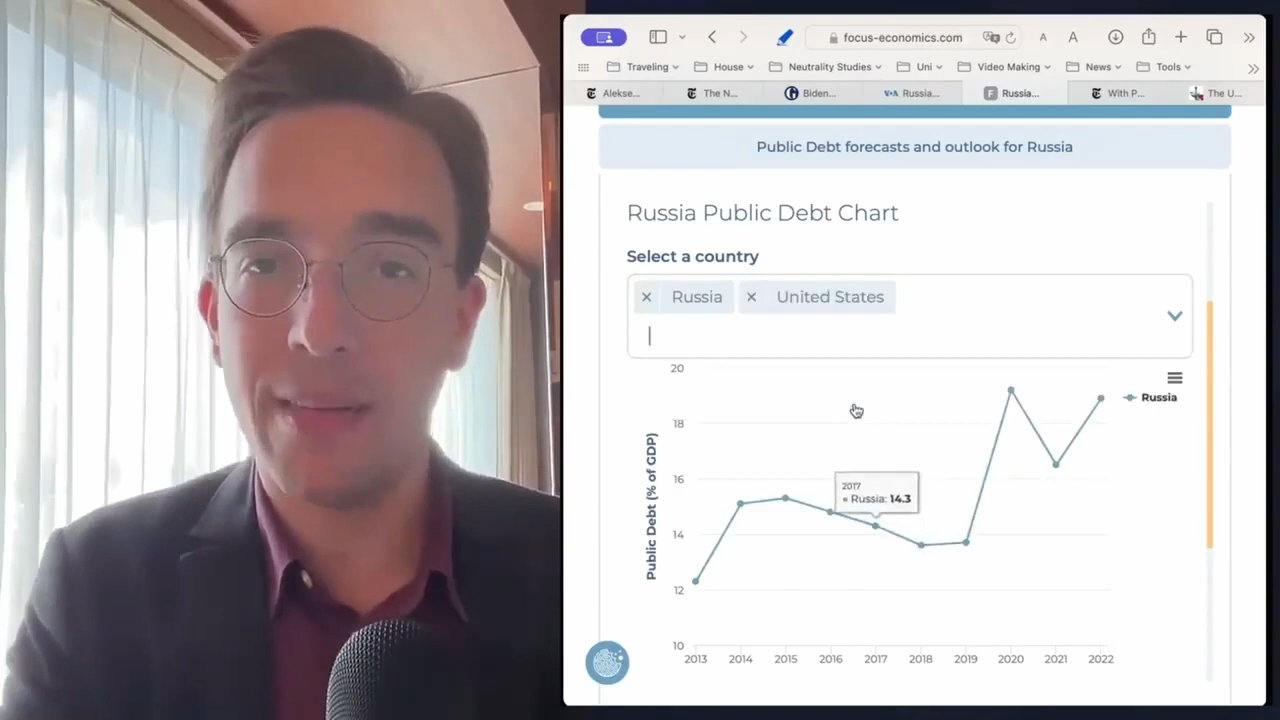 focus-economics.com
A
A
Traveling
House
Neutrality Studies
Uni
Video Making
News
Tools
Alekse...
The N...
Biden...
VOA Russia...
F Russia...
With P...
The U...
Public Debt forecasts and outlook for Russia
Russia Public Debt Chart
Select a country
× Russia × United States
20
18
16
14
12
10
Public Debt (% of GDP)
Russia
2017
Russia: 14.3
2013 2014 2015 2016 2017 2018 2019 2020 2021 2022